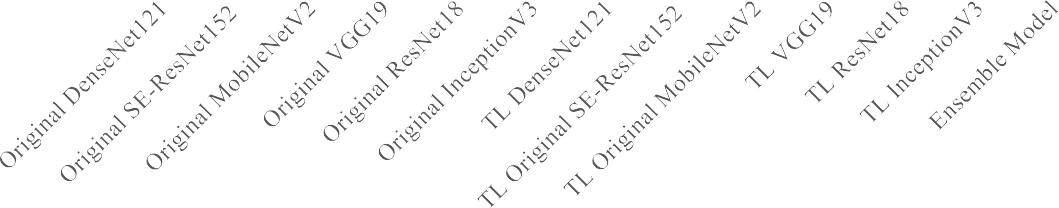 Original DenseNet121
Original SE-ResNet152
Original MobileNetV2
Original VGG19
Original ResNet18
Original InceptionV3
TL DenseNet121
TL Original SE-ResNet152
TL Original MobileNetV2
TL VGG19
TL ResNet18
TL InceptionV3
Ensemble Model